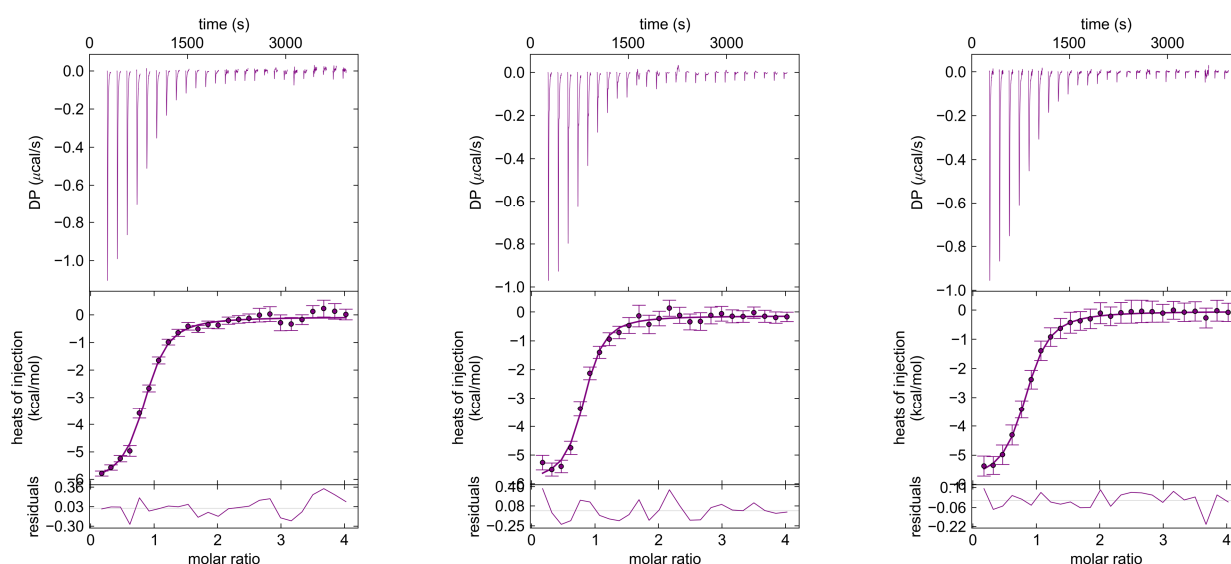 time (s)
0 1500 3000
DP (μcal/s)
0.0
−0.2
−0.4
−0.6
−0.8
−1.0
heats of injection
(kcal/mol)
0
−1
−2
−3
−4
−5
−6
residuals
0.36
0.03
−0.30
0 1 2 3 4
molar ratio
time (s)
0 1500 3000
DP (μcal/s)
0.0
−0.2
−0.4
−0.6
−0.8
−1.0
heats of injection
(kcal/mol)
0
−1
−2
−3
−4
−5
−6
residuals
0.40
0.08
−0.25
0 1 2 3 4
molar ratio
time (s)
0 1500 3000
DP (μcal/s)
0.0
−0.2
−0.4
−0.6
−0.8
−1.0
heats of injection
(kcal/mol)
0
−1
−2
−3
−4
−5
−6
residuals
0.11
−0.06
−0.22
0 1 2 3 4
molar ratio